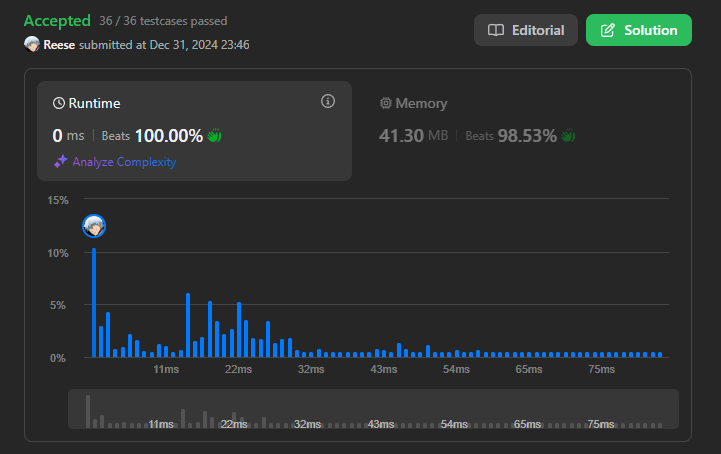 Accepted 36 / 36 testcases passed
Reese submitted at Dec 31, 2024 23:46
Editorial
Solution
Runtime
0 ms | Beats 100.00%
Analyze Complexity
Memory
41.30 MB | Beats 98.53%
15%
10%
5%
0%
11ms 22ms 32ms 43ms 54ms 65ms 75ms
11ms 22ms 32ms 43ms 54ms 65ms 75ms